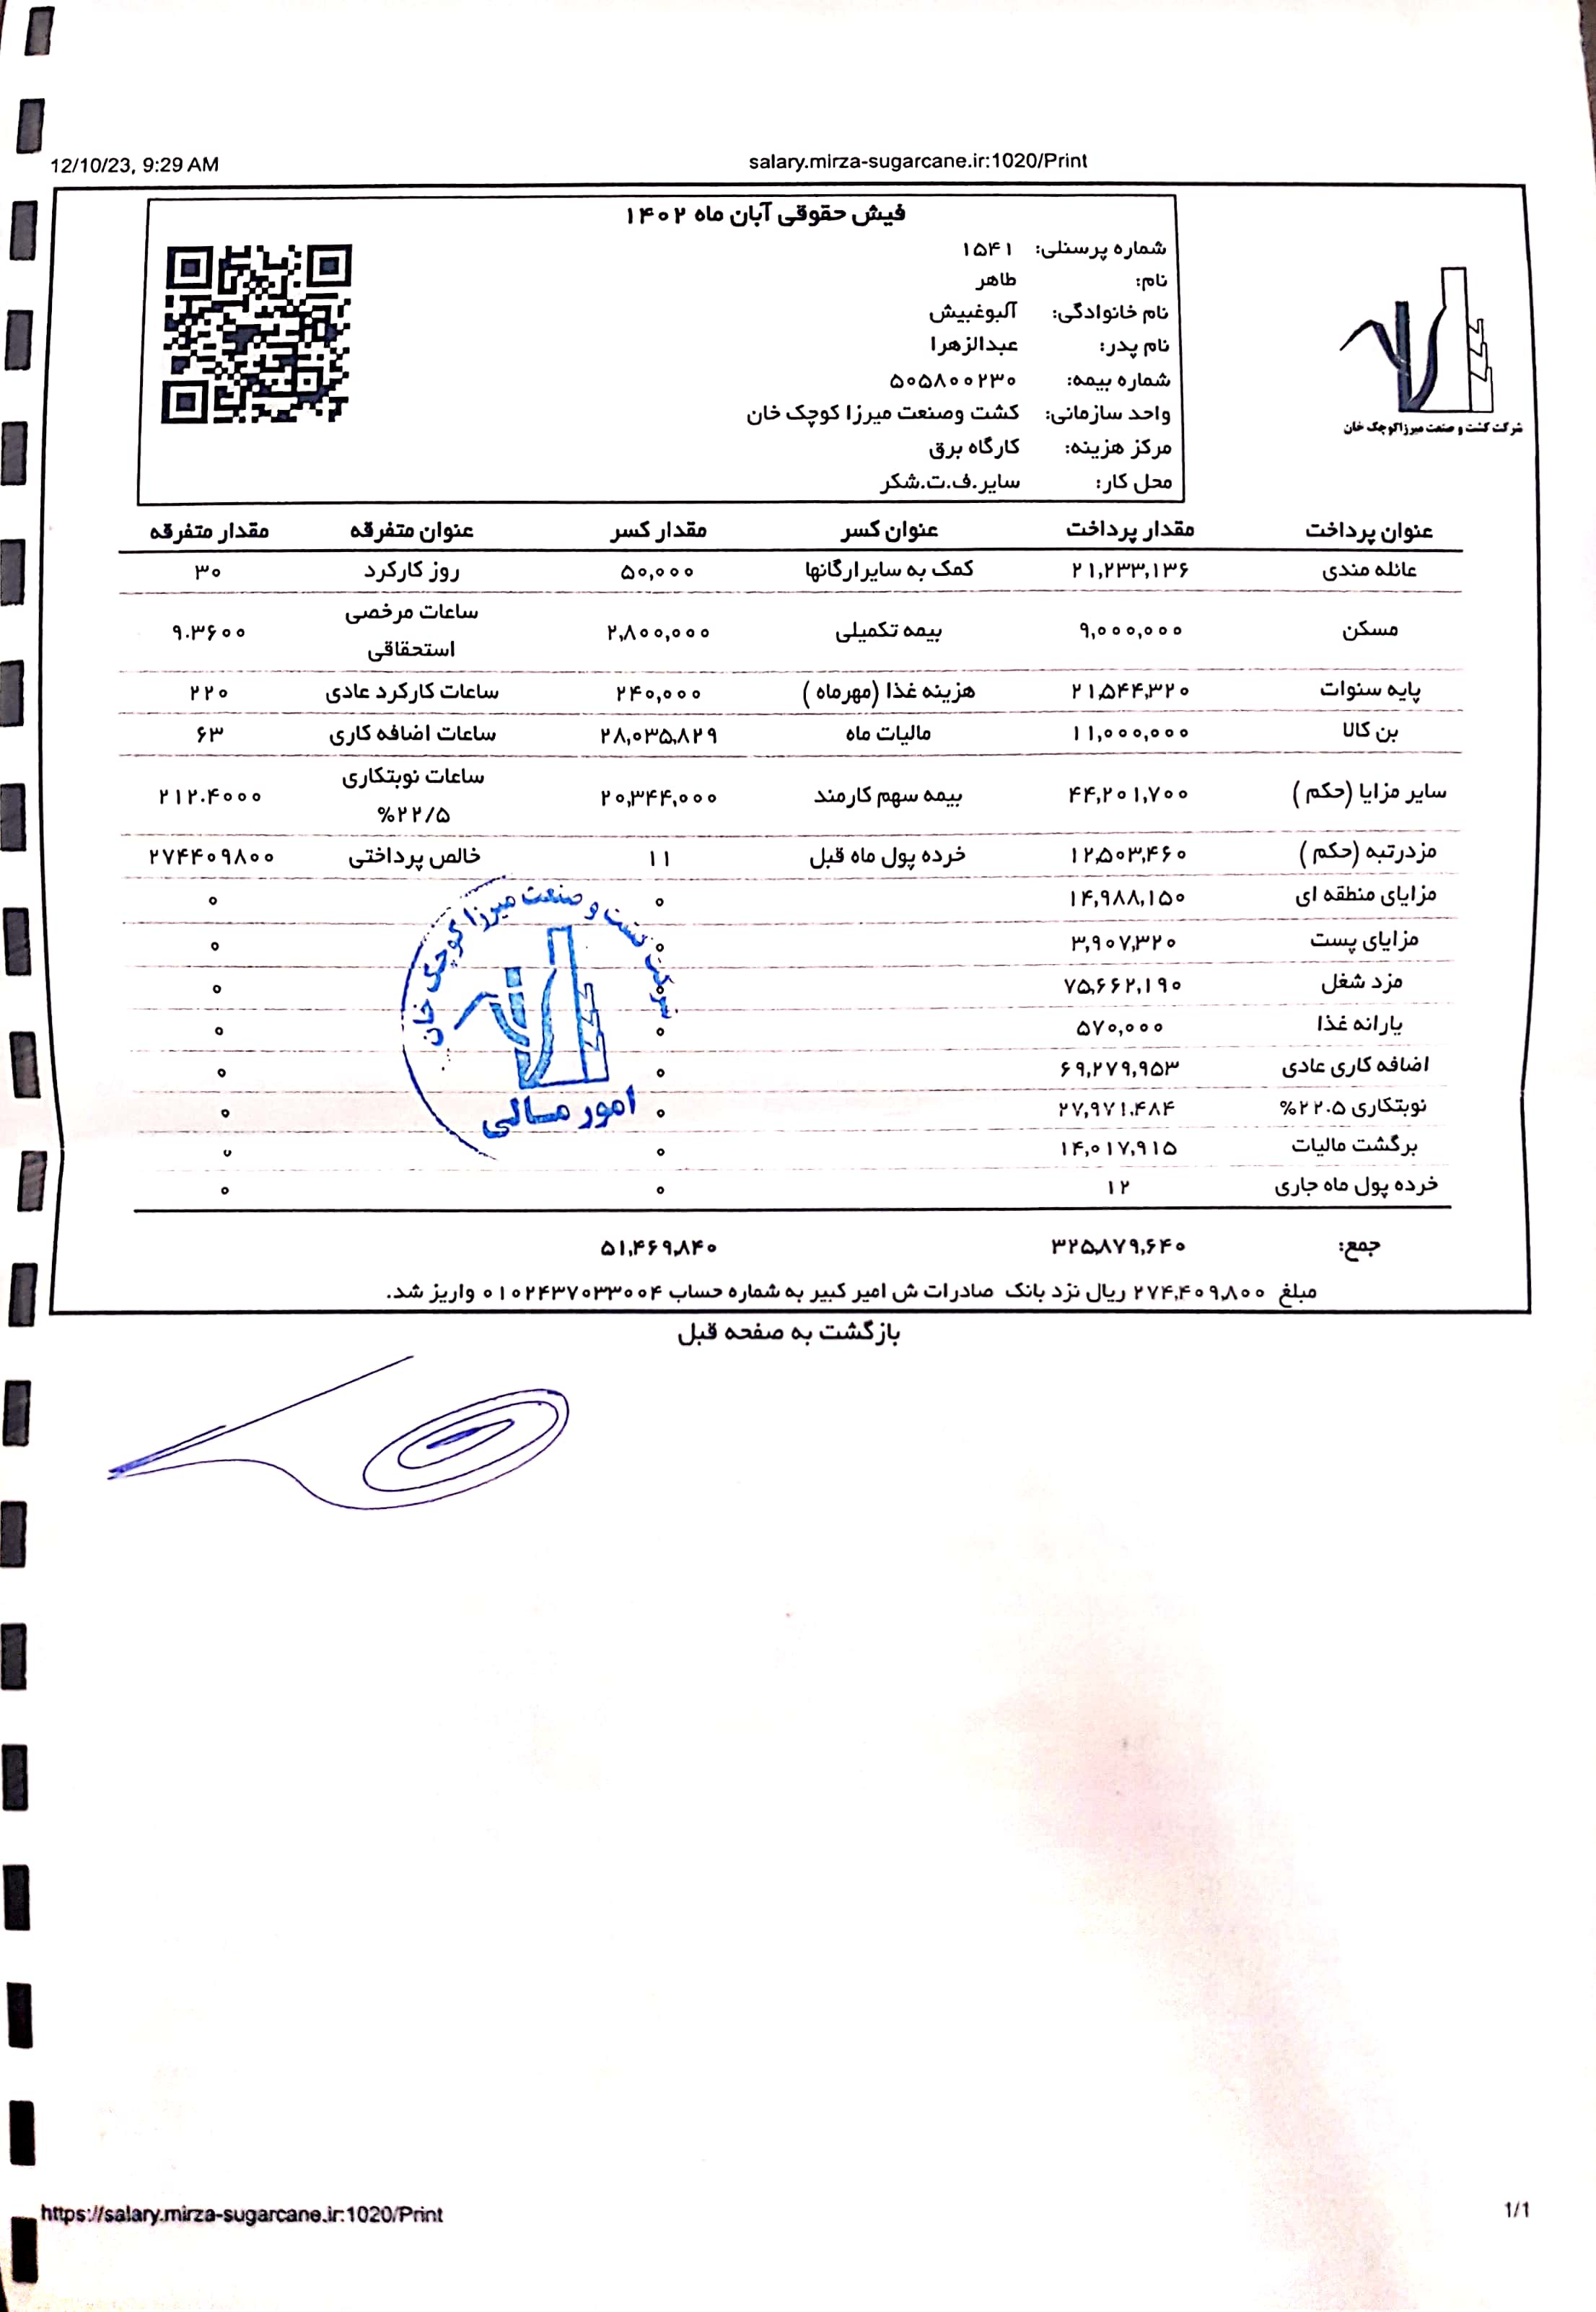 12/10/23, 9:29 AM
salary.mirza-sugarcane.ir:1020/Print
فیش حقوقی آبان ماه ۱۴۰۲
شماره پرسنلی: ۱۵۴۱
نام: طاهر
نام خانوادگی: آلبوغبیش
نام پدر: عبدالزهرا
شماره بیمه: ۵۰۵۸۰۰۲۳۰
واحد سازمانی: کشت وصنعت میرزا کوچک خان
مرکز هزینه: کارگاه برق
محل کار: سایر.ف.ت.شکر
شرکت کشت و صنعت میرزاکوچک خان
عنوان پرداخت مقدار پرداخت عنوان کسر مقدار کسر عنوان متفرقه مقدار متفرقه
عائله مندی ۲۱,۲۳۳,۱۳۶ کمک به سایرارگانها ۵۰,۰۰۰ روز کارکرد ۳۰
مسکن ۹,۰۰۰,۰۰۰ بیمه تکمیلی ۲,۸۰۰,۰۰۰ ساعات مرخصی استحقاقی ۹.۳۶۰۰
پایه سنوات ۲۱,۵۴۴,۳۲۰ هزینه غذا (مهرماه ) ۲۴۰,۰۰۰ ساعات کارکرد عادی ۲۲۰
بن کالا ۱۱,۰۰۰,۰۰۰ مالیات ماه ۲۸,۰۳۵,۸۲۹ ساعات اضافه کاری ۶۳
سایر مزایا (حکم ) ۴۴,۲۰۱,۷۰۰ بیمه سهم کارمند ۲۰,۳۴۴,۰۰۰ ساعات نوبتکاری %۲۲/۵ ۲۱۲.۴۰۰۰
مزدرتبه (حکم ) ۱۲,۵۰۳,۴۶۰ خرده پول ماه قبل ۱۱ خالص پرداختی ۲۷۴۴۰۹۸۰۰
مزایای منطقه ای ۱۴,۹۸۸,۱۵۰ ۰ ۰
مزایای پست ۳,۹۰۷,۳۲۰ ۰ ۰
مزد شغل ۷۵,۶۶۲,۱۹۰ ۰ ۰
یارانه غذا ۵۷۰,۰۰۰ ۰ ۰
اضافه کاری عادی ۶۹,۲۷۹,۹۵۳ ۰ ۰
نوبتکاری ۲۲.۵% ۲۷,۹۷۱,۴۸۴ ۰ ۰
برگشت مالیات ۱۴,۰۱۷,۹۱۵ ۰ ۰
خرده پول ماه جاری ۱۲ ۰ ۰
شرکت کشت و صنعت میرزا کوچک خان
امور مالی
جمع: ۳۲۵,۸۷۹,۶۴۰ ۵۱,۴۶۹,۸۴۰
مبلغ ۲۷۴,۴۰۹,۸۰۰ ریال نزد بانک صادرات ش امیر کبیر به شماره حساب ۰۱۰۲۴۳۷۰۳۳۰۰۴ واریز شد.
بازگشت به صفحه قبل
https://salary.mirza-sugarcane.ir:1020/Print
1/1